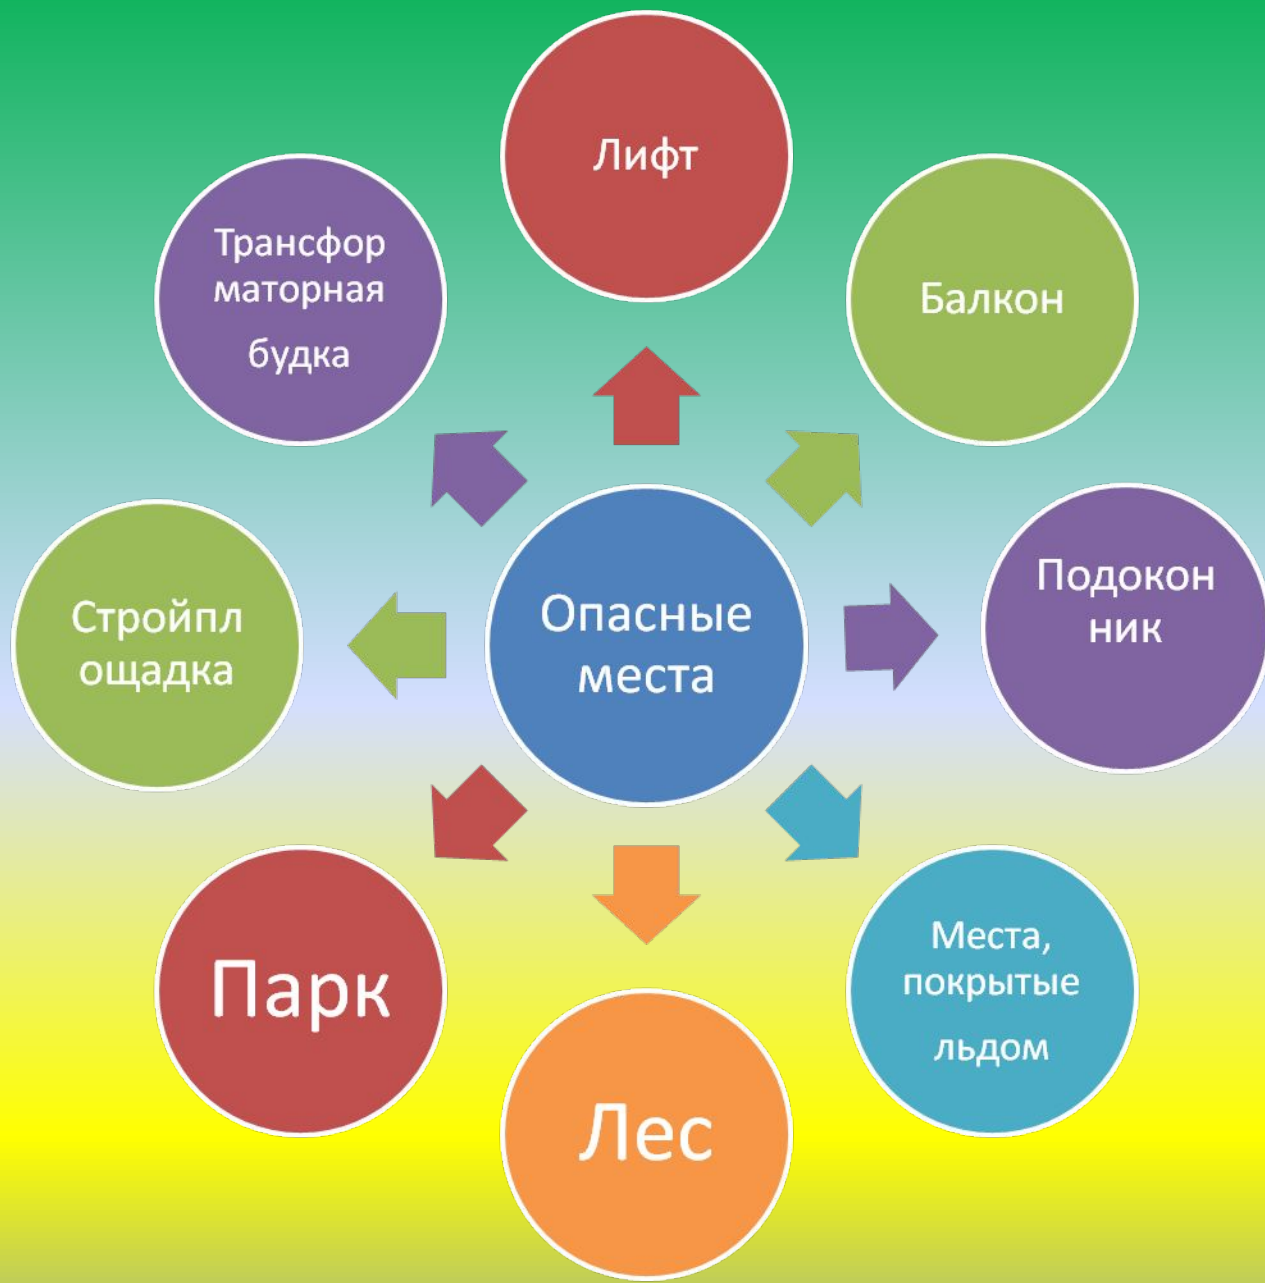 Лифт
Трансфор
маторная
будка
Балкон
Стройпл
ощадка
Опасные
места
Подокон
ник
Парк
Места,
покрытые
льдом
Лес